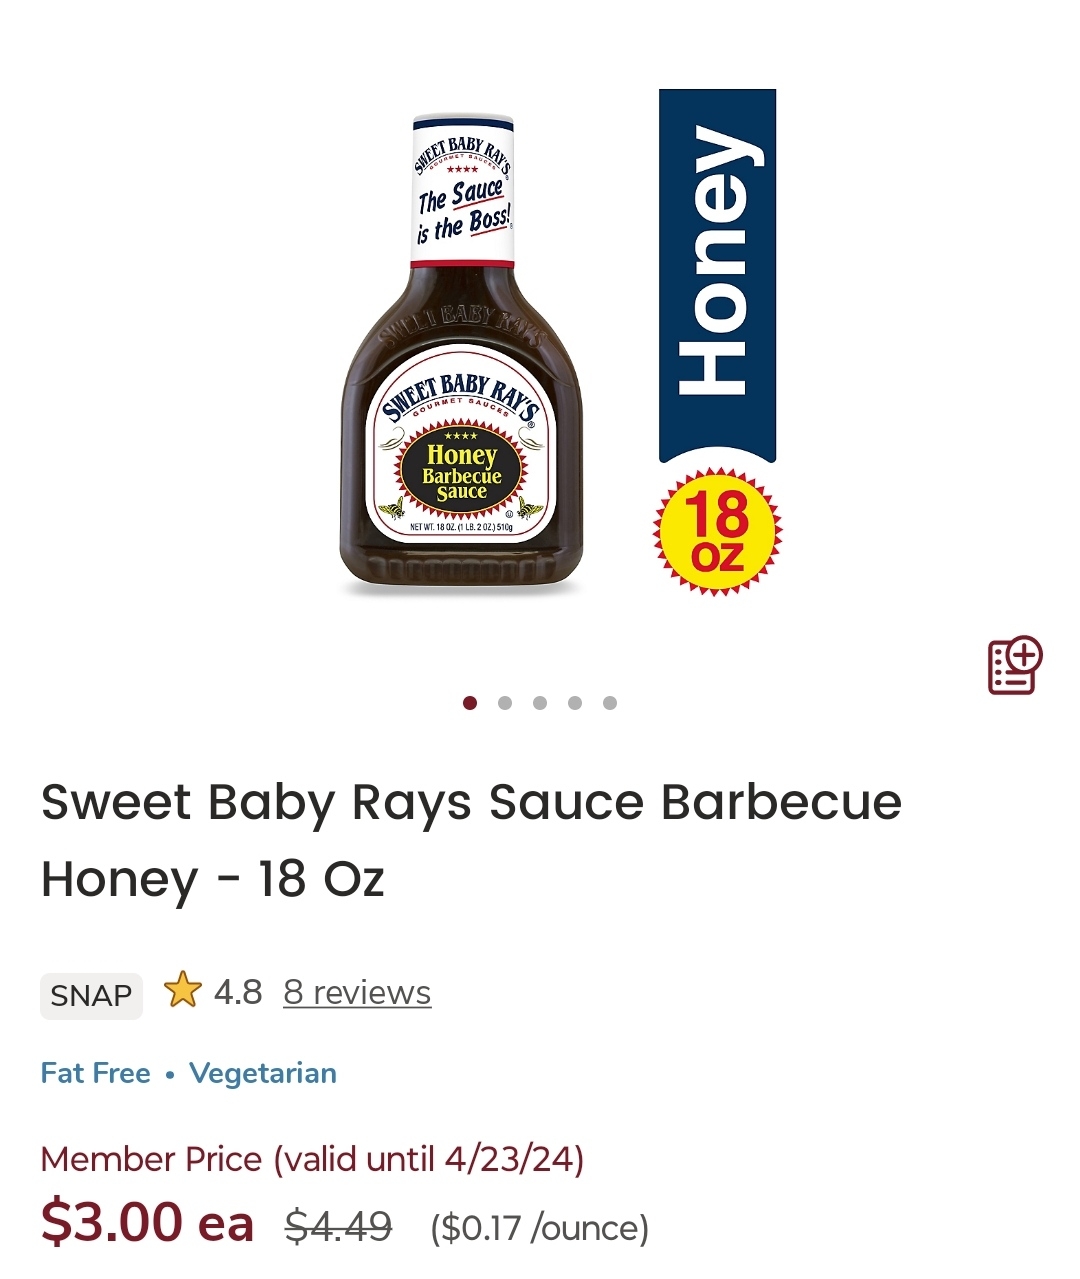 SWEET BABY RAY'S
GOURMET SAUCES
The Sauce
is the Boss!
SWEET BABY RAY'S
SWEET BABY RAY'S®
GOURMET SAUCES
Honey
Barbecue
Sauce
NET WT. 18 OZ. (1 LB. 2 OZ.) 510g
Honey
18
OZ
Sweet Baby Rays Sauce Barbecue
Honey - 18 Oz
SNAP 4.8 8 reviews
Fat Free • Vegetarian
Member Price (valid until 4/23/24)
$3.00 ea $4.49 ($0.17 /ounce)